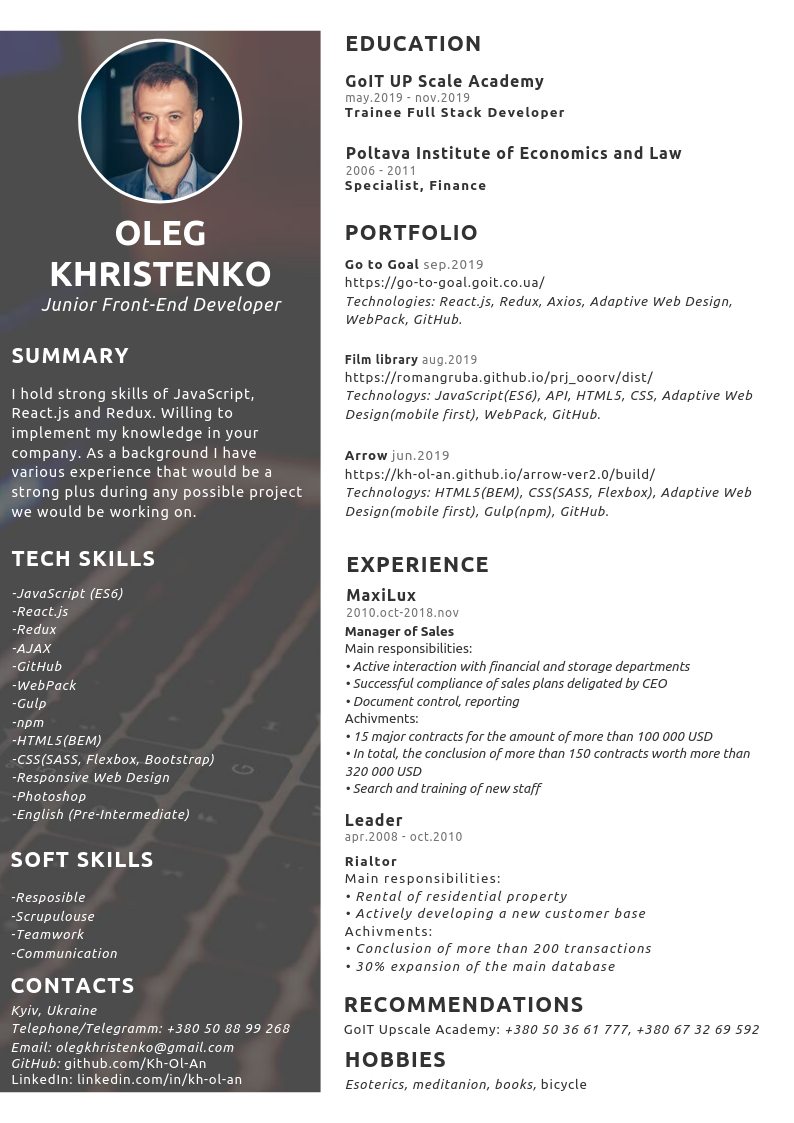 OLEG
KHRISTENKO
Junior Front-End Developer
SUMMARY
I hold strong skills of JavaScript,
React.js and Redux. Willing to
implement my knowledge in your
company. As a background I have
various experience that would be a
strong plus during any possible project
we would be working on.
TECH SKILLS
-JavaScript (ES6)
-React.js
-Redux
-AJAX
-GitHub
-WebPack
-Gulp
-npm
-HTML5(BEM)
-CSS(SASS, Flexbox, Bootstrap)
-Responsive Web Design
-Photoshop
-English (Pre-Intermediate)
SOFT SKILLS
-Resposible
-Scrupulouse
-Teamwork
-Communication
CONTACTS
Kyiv, Ukraine
Telephone/Telegramm: +380 50 88 99 268
Email: olegkhristenko@gmail.com
GitHub: github.com/Kh-Ol-An
LinkedIn: linkedin.com/in/kh-ol-an
EDUCATION
GoIT UP Scale Academy
may.2019 - nov.2019
Trainee Full Stack Developer
Poltava Institute of Economics and Law
2006 - 2011
Specialist, Finance
PORTFOLIO
Go to Goal sep.2019
https://go-to-goal.goit.co.ua/
Technologies: React.js, Redux, Axios, Adaptive Web Design,
WebPack, GitHub.
Film library aug.2019
https://romangruba.github.io/prj_ooorv/dist/
Technologys: JavaScript(ES6), API, HTML5, CSS, Adaptive Web
Design(mobile first), WebPack, GitHub.
Arrow jun.2019
https://kh-ol-an.github.io/arrow-ver2.0/build/
Technologys: HTML5(BEM), CSS(SASS, Flexbox), Adaptive Web
Design(mobile first), Gulp(npm), GitHub.
EXPERIENCE
MaxiLux
2010.oct-2018.nov
Manager of Sales
Main responsibilities:
• Active interaction with financial and storage departments
• Successful compliance of sales plans deligated by CEO
• Document control, reporting
Achivments:
• 15 major contracts for the amount of more than 100 000 USD
• In total, the conclusion of more than 150 contracts worth more than
320 000 USD
• Search and training of new staff
Leader
apr.2008 - oct.2010
Rialtor
Main responsibilities:
• Rental of residential property
• Actively developing a new customer base
Achivments:
• Conclusion of more than 200 transactions
• 30% expansion of the main database
RECOMMENDATIONS
GoIT Upscale Academy: +380 50 36 61 777, +380 67 32 69 592
HOBBIES
Esoterics, meditanion, books, bicycle